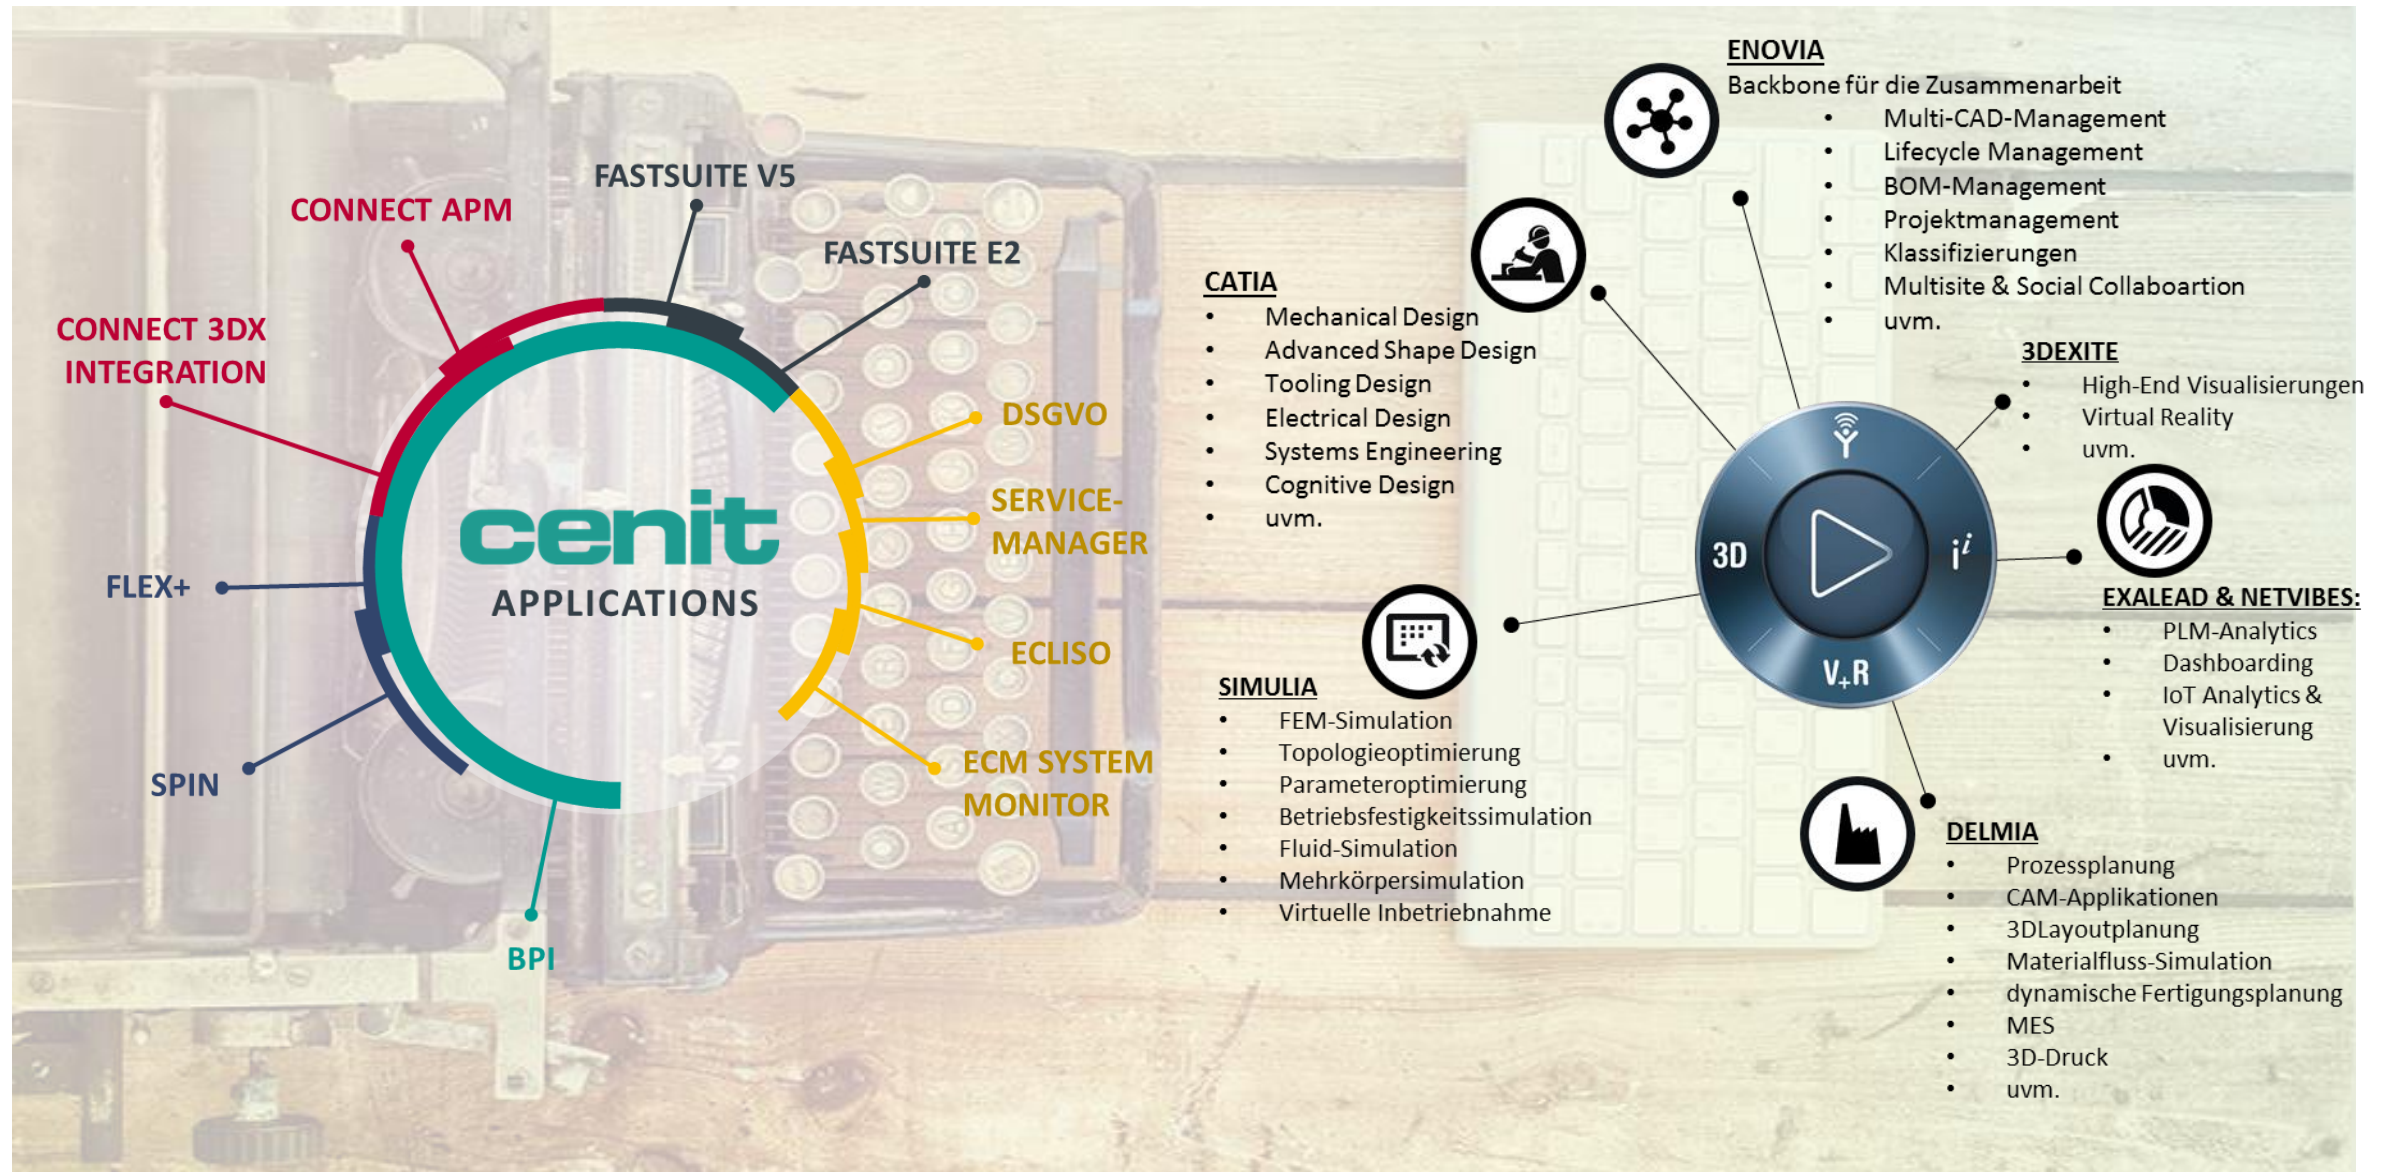 FASTSUITE V5
CONNECT APM
FASTSUITE E2
CONNECT 3DX
INTEGRATION
DSGVO
SERVICE-
MANAGER
cenit
APPLICATIONS
FLEX+
ECLISO
SPIN
ECM SYSTEM
MONITOR
BPI
ENOVIA
Backbone für die Zusammenarbeit
• Multi-CAD-Management
• Lifecycle Management
• BOM-Management
• Projektmanagement
• Klassifizierungen
• Multisite & Social Collaboartion
• uvm.
CATIA
• Mechanical Design
• Advanced Shape Design
• Tooling Design
• Electrical Design
• Systems Engineering
• Cognitive Design
• uvm.
3DEXITE
• High-End Visualisierungen
• Virtual Reality
• uvm.
3D
i i
V+R
EXALEAD & NETVIBES:
• PLM-Analytics
• Dashboarding
• IoT Analytics &
Visualisierung
• uvm.
SIMULIA
• FEM-Simulation
• Topologieoptimierung
• Parameteroptimierung
• Betriebsfestigkeitssimulation
• Fluid-Simulation
• Mehrkörpersimulation
• Virtuelle Inbetriebnahme
DELMIA
• Prozessplanung
• CAM-Applikationen
• 3DLayoutplanung
• Materialfluss-Simulation
• dynamische Fertigungsplanung
• MES
• 3D-Druck
• uvm.